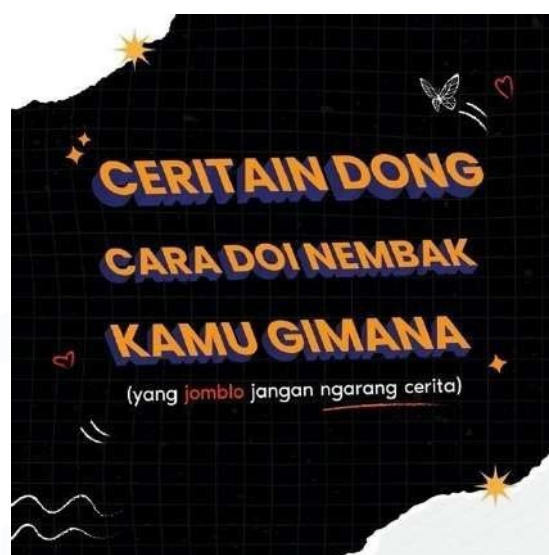 CERITAIN DONG
CARA DOI NEMBAK
KAMU GIMANA
(yang jomblo jangan ngarang cerita)